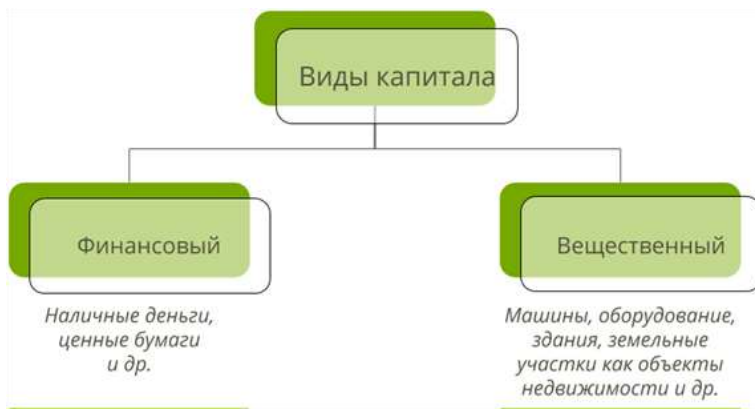 Виды капитала
Финансовый
Вещественный
Наличные деньги,
ценные бумаги
и др.
Машины, оборудование,
здания, земельные
участки как объекты
недвижимости и др.